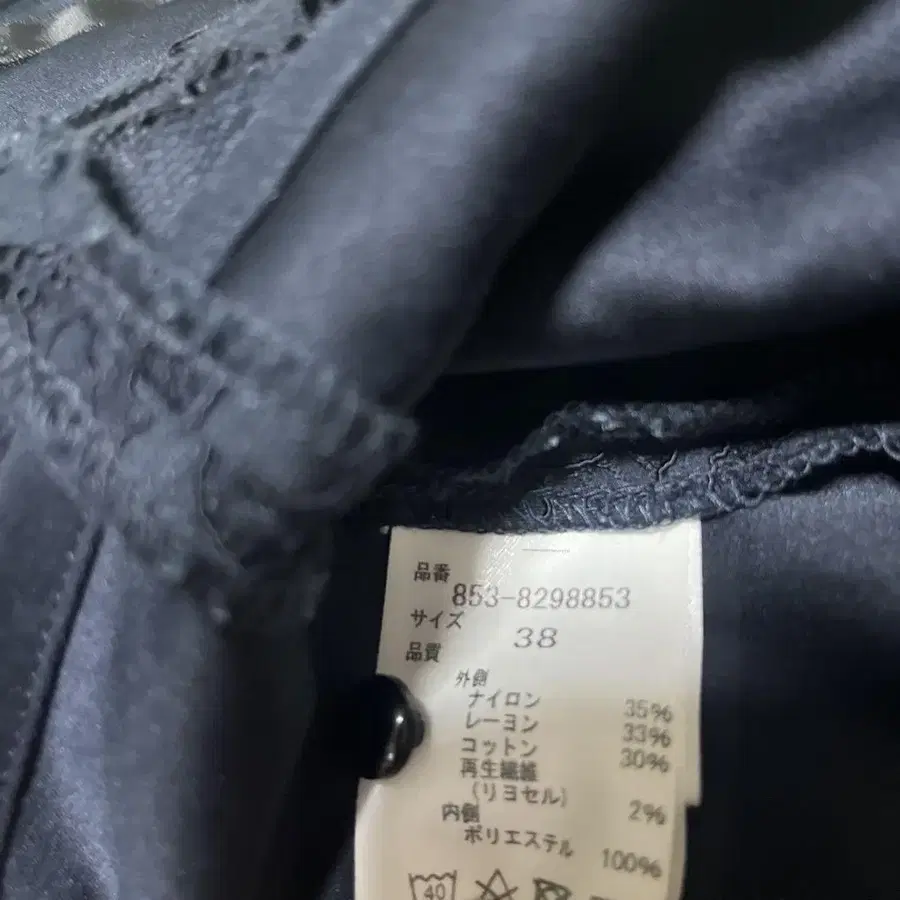 品番
853-8298853
サイズ
38
品質
外側
ナイロン 35%
レーヨン 33%
コットン 30%
再生繊維
(リヨセル) 2%
内側
ポリエステル 100%
40